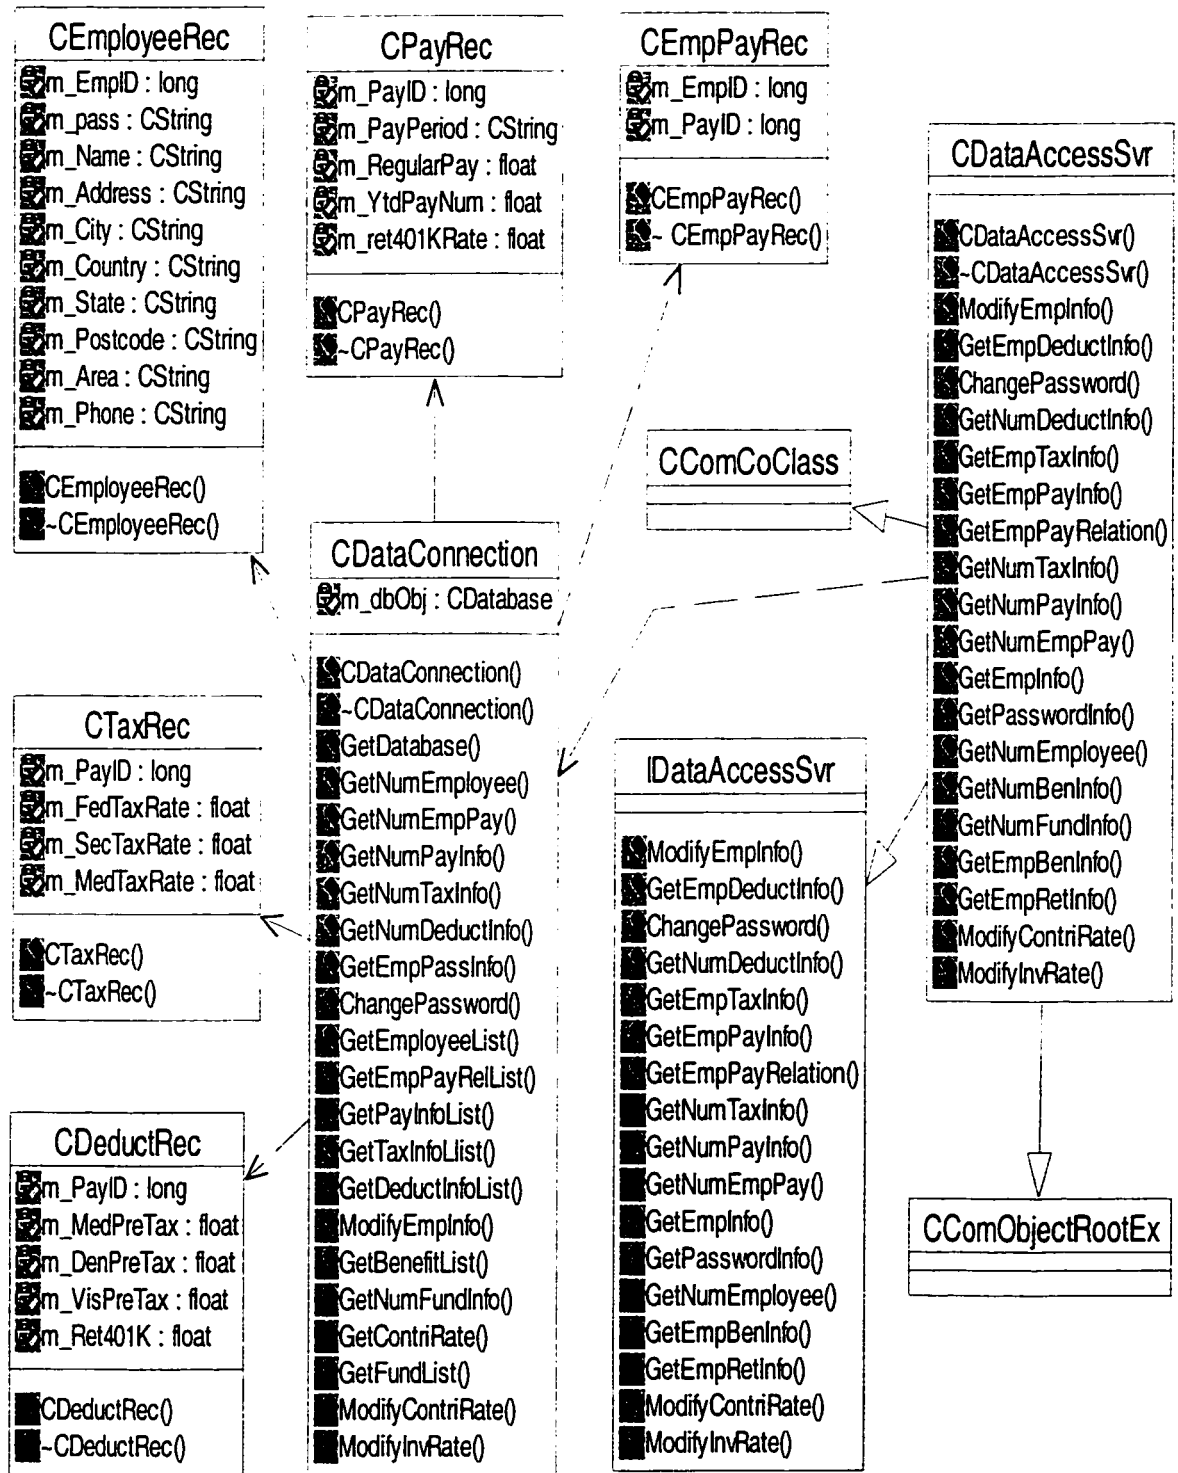 CEmployeeRec
m_EmpID : long
m_pass : CString
m_Name : CString
m_Address : CString
m_City : CString
m_Country : CString
m_State : CString
m_Postcode : CString
m_Area : CString
m_Phone : CString
CEmployeeRec()
~CEmployeeRec()
CPayRec
m_PayID : long
m_PayPeriod : CString
m_RegularPay : float
m_YtdPayNum : float
m_ret401KRate : float
CPayRec()
~CPayRec()
CEmpPayRec
m_EmpID : long
m_PayID : long
CEmpPayRec()
~ CEmpPayRec()
CDataAccessSvr
CDataAccessSvr()
~CDataAccessSvr()
ModifyEmpInfo()
GetEmpDeductInfo()
ChangePassword()
GetNumDeductInfo()
GetEmpTaxInfo()
GetEmpPayInfo()
GetEmpPayRelation()
GetNumTaxInfo()
GetNumPayInfo()
GetNumEmpPay()
GetEmpInfo()
GetPasswordInfo()
GetNumEmployee()
GetNumBenInfo()
GetNumFundInfo()
GetEmpBenInfo()
GetEmpRetInfo()
ModifyContriRate()
ModifyInvRate()
CComCoClass
CDataConnection
m_dbObj : CDatabase
CDataConnection()
~CDataConnection()
GetDatabase()
GetNumEmployee()
GetNumEmpPay()
GetNumPayInfo()
GetNumTaxInfo()
GetNumDeductInfo()
GetEmpPassInfo()
ChangePassword()
GetEmployeeList()
GetEmpPayRelList()
GetPayInfoList()
GetTaxInfoLlist()
GetDeductInfoList()
ModifyEmpInfo()
GetBenefitList()
GetNumFundInfo()
GetContriRate()
GetFundList()
ModifyContriRate()
ModifyInvRate()
CTaxRec
m_PayID : long
m_FedTaxRate : float
m_SecTaxRate : float
m_MedTaxRate : float
CTaxRec()
~CTaxRec()
IDataAccessSvr
ModifyEmpInfo()
GetEmpDeductInfo()
ChangePassword()
GetNumDeductInfo()
GetEmpTaxInfo()
GetEmpPayInfo()
GetEmpPayRelation()
GetNumTaxInfo()
GetNumPayInfo()
GetNumEmpPay()
GetEmpInfo()
GetPasswordInfo()
GetNumEmployee()
GetEmpBenInfo()
GetEmpRetInfo()
ModifyContriRate()
ModifyInvRate()
CDeductRec
m_PayID : long
m_MedPreTax : float
m_DenPreTax : float
m_VisPreTax : float
m_Ret401K : float
CDeductRec()
~CDeductRec()
CComObjectRootEx